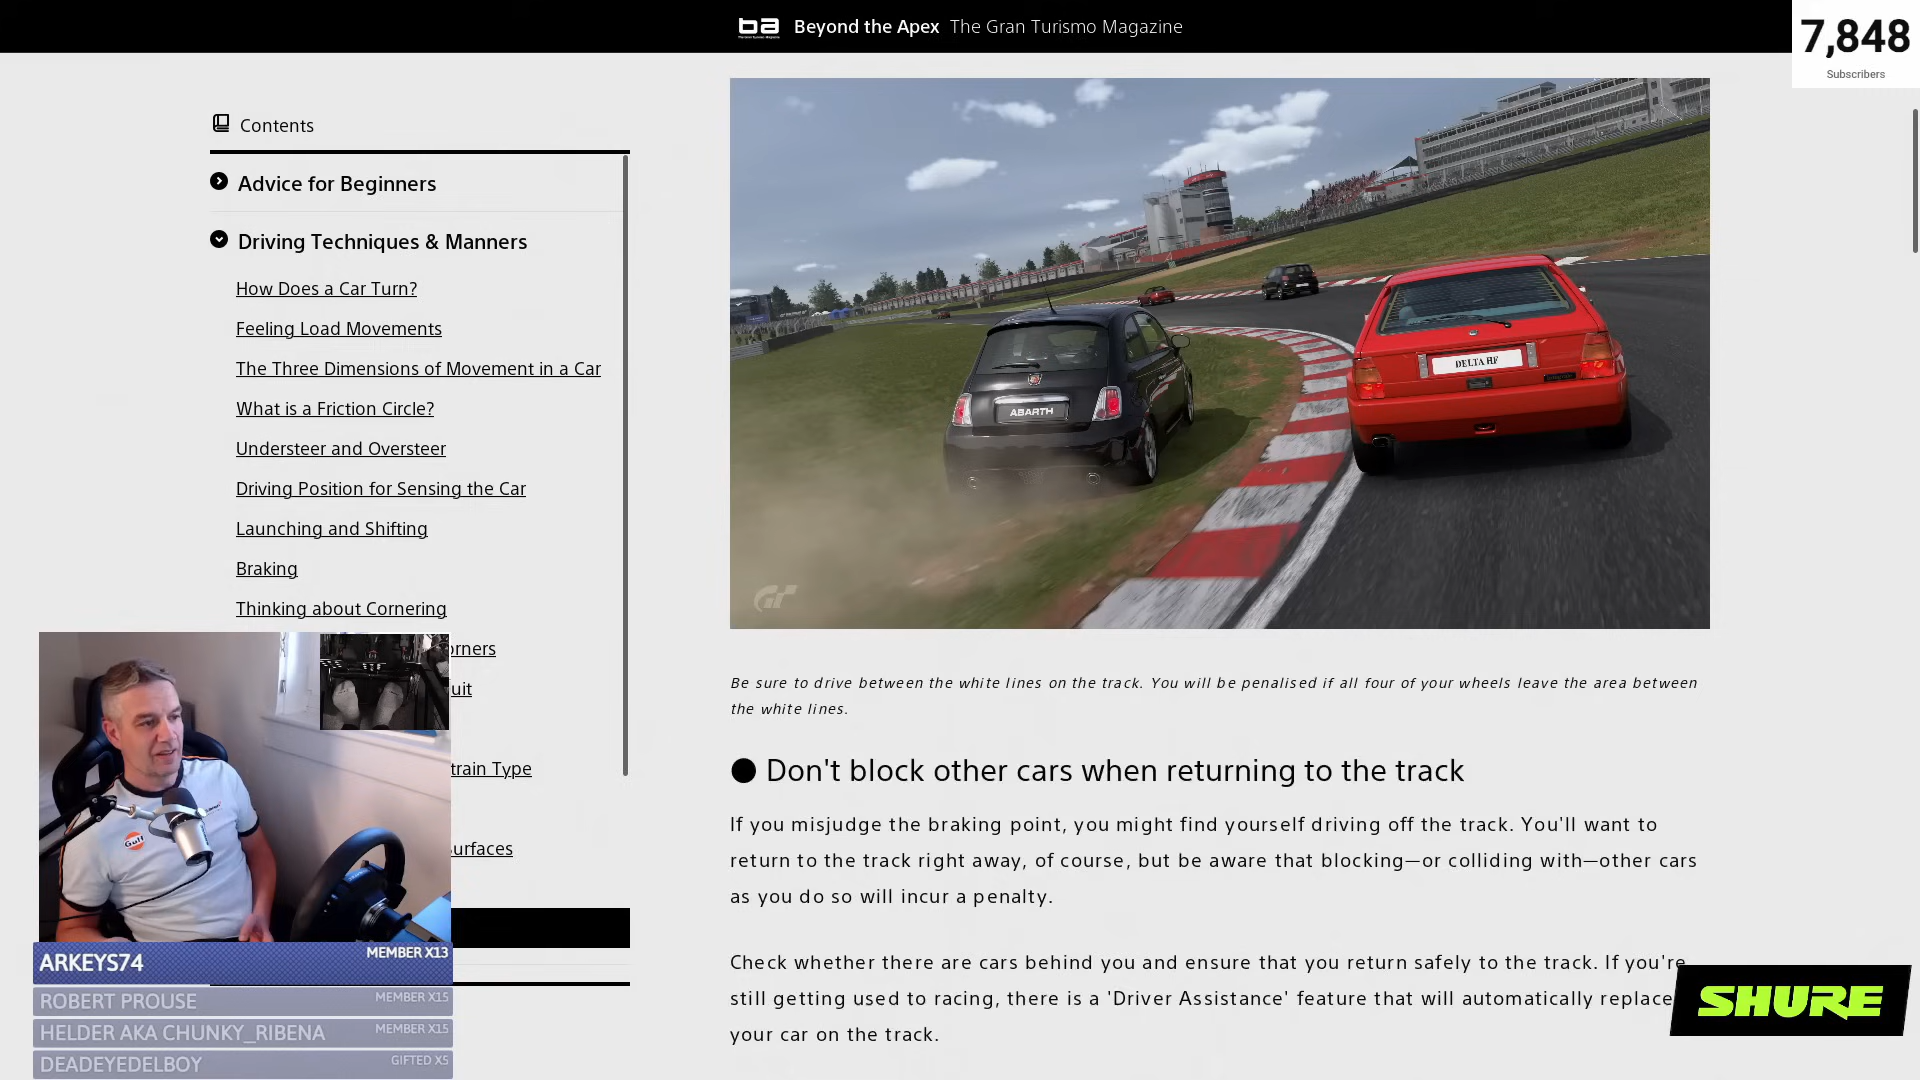 ba Beyond the Apex The Gran Turismo Magazine
7,848
Subscribers
Contents
Advice for Beginners
Driving Techniques & Manners
How Does a Car Turn?
Feeling Load Movements
The Three Dimensions of Movement in a Car
What is a Friction Circle?
Understeer and Oversteer
Driving Position for Sensing the Car
Launching and Shifting
Braking
Thinking about Cornering
orners
uit
train Type
surfaces
ABARTH
DELTA HF
GT
Be sure to drive between the white lines on the track. You will be penalised if all four of your wheels leave the area between
the white lines.
Don't block other cars when returning to the track
If you misjudge the braking point, you might find yourself driving off the track. You'll want to
return to the track right away, of course, but be aware that blocking—or colliding with—other cars
as you do so will incur a penalty.
Check whether there are cars behind you and ensure that you return safely to the track. If you're
still getting used to racing, there is a 'Driver Assistance' feature that will automatically replace
your car on the track.
Gulf
ARKEYS74 MEMBER X13
ROBERT PROUSE MEMBER X15
HELDER AKA CHUNKY_RIBENA MEMBER X15
DEADEYEDELBOY GIFTED X5
SHURE